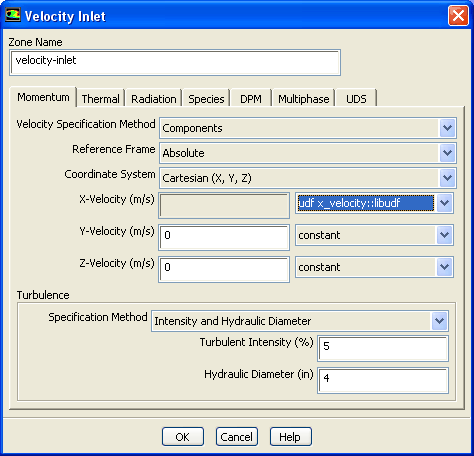 Velocity Inlet
Zone Name
velocity-inlet
Momentum Thermal Radiation Species DPM Multiphase UDS
Velocity Specification Method Components
Reference Frame Absolute
Coordinate System Cartesian (X, Y, Z)
X-Velocity (m/s) udf x_velocity::libudf
Y-Velocity (m/s) 0 constant
Z-Velocity (m/s) 0 constant
Turbulence
Specification Method Intensity and Hydraulic Diameter
Turbulent Intensity (%) 5
Hydraulic Diameter (in) 4
OK Cancel Help